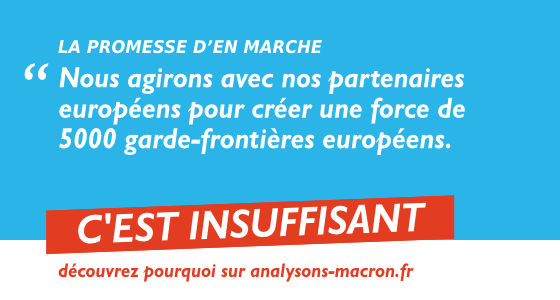 LA PROMESSE D’EN MARCHE
“ Nous agirons avec nos partenaires
européens pour créer une force de
5000 garde-frontières européens.
C'EST INSUFFISANT
découvrez pourquoi sur analysons-macron.fr